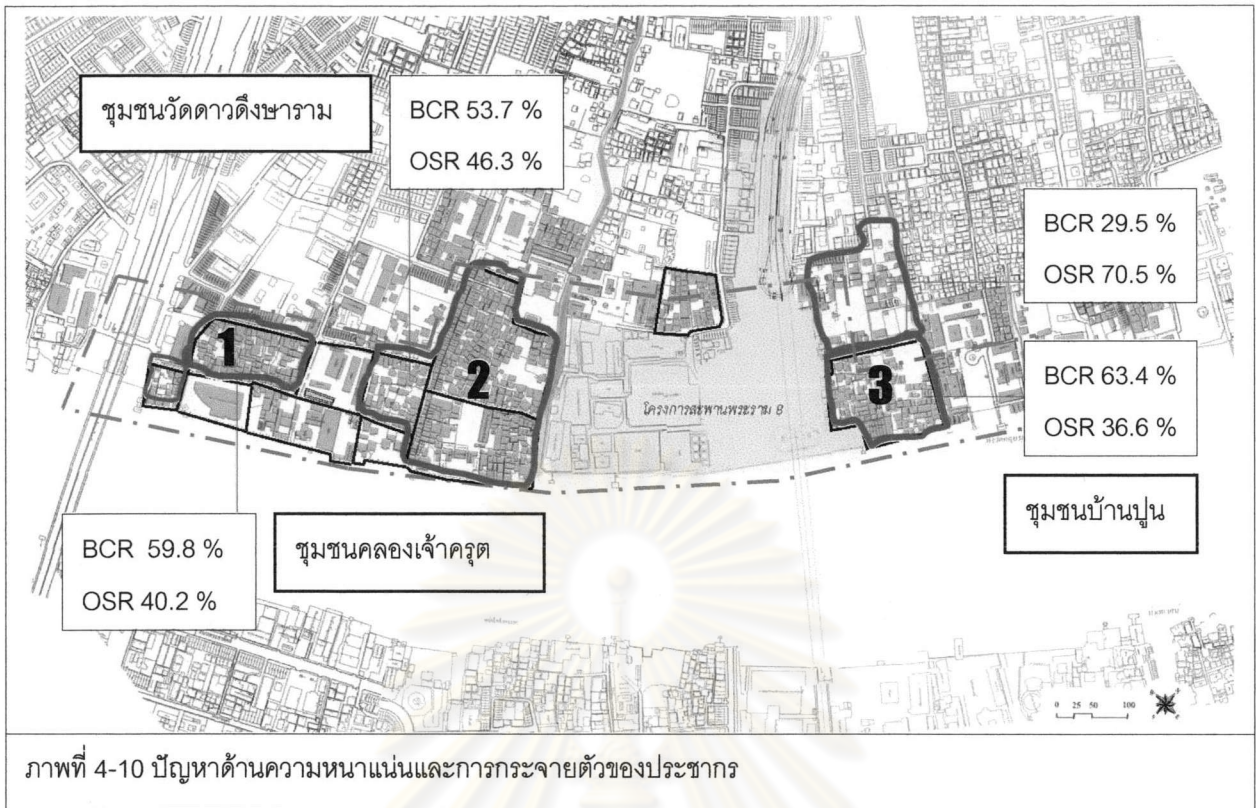 ชุมชนวัดดาวดึงษาราม
BCR 53.7 %
OSR 46.3 %
BCR 29.5 %
OSR 70.5 %
1
2
3
โครงการสะพานพระราม 8
BCR 63.4 %
OSR 36.6 %
ชุมชนบ้านปูน
BCR 59.8 %
OSR 40.2 %
ชุมชนคลองเจ้าครุต
0 25 50 100
ภาพที่ 4-10 ปัญหาด้านความหนาแน่นและการกระจายตัวของประชากร